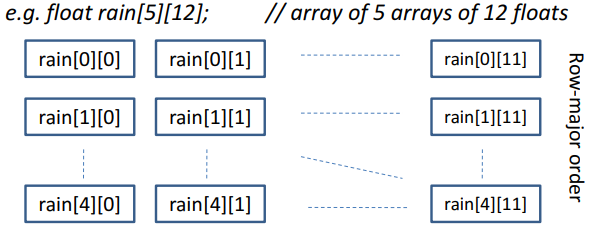 e.g. float rain[5][12]; // array of 5 arrays of 12 floats
rain[0][0] rain[0][1] rain[0][11]
rain[1][0] rain[1][1] rain[1][11]
rain[4][0] rain[4][1] rain[4][11]
Row-major order